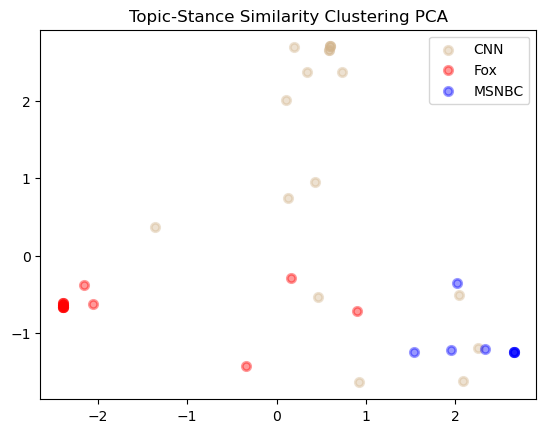 Topic-Stance Similarity Clustering PCA
CNN
Fox
MSNBC
2
1
0
−1
−2
−1
0
1
2